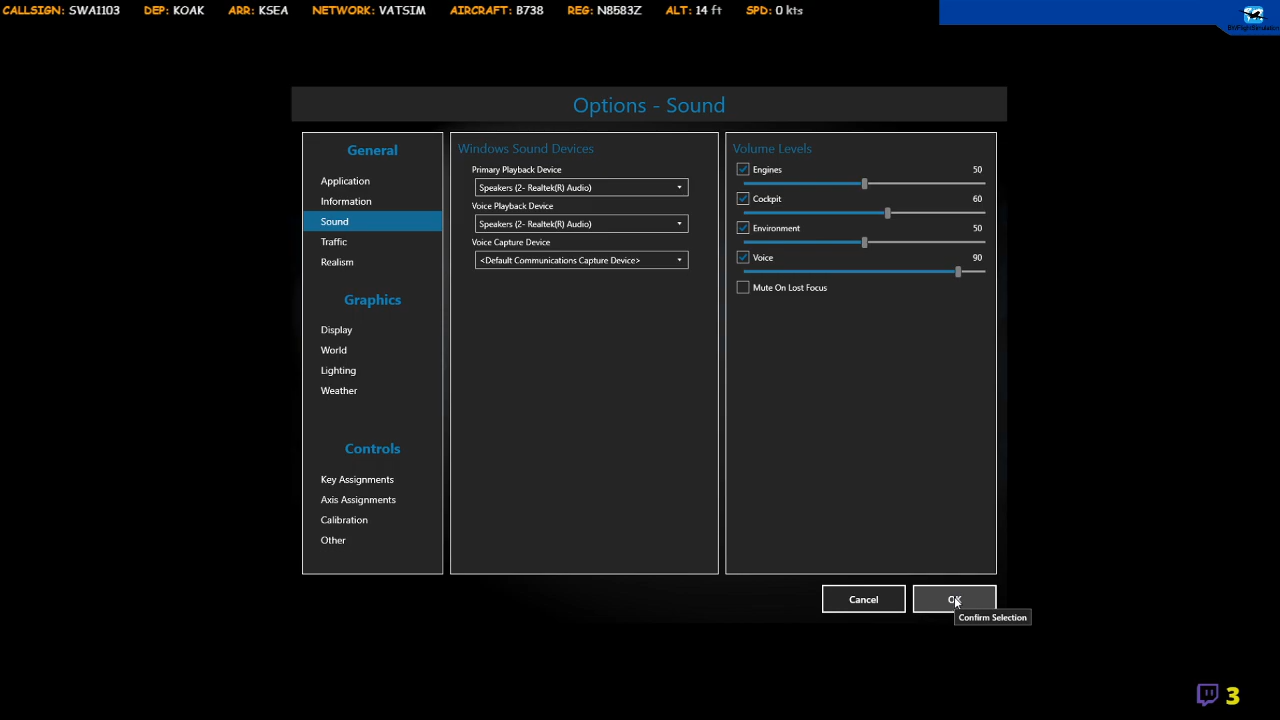 CALLSIGN: SWA1103 DEP: KOAK ARR: KSEA NETWORK: VATSIM AIRCRAFT: B738 REG: N8583Z ALT: 14 ft SPD: 0 kts
Options - Sound
General
Application
Information
Sound
Traffic
Realism
Graphics
Display
World
Lighting
Weather
Controls
Key Assignments
Axis Assignments
Calibration
Other
Windows Sound Devices
Primary Playback Device
Speakers (2- Realtek(R) Audio)
Voice Playback Device
Speakers (2- Realtek(R) Audio)
Voice Capture Device
<Default Communications Capture Device>
Volume Levels
Engines 50
Cockpit 60
Environment 50
Voice 90
Mute On Lost Focus
Cancel
OK
Confirm Selection
3